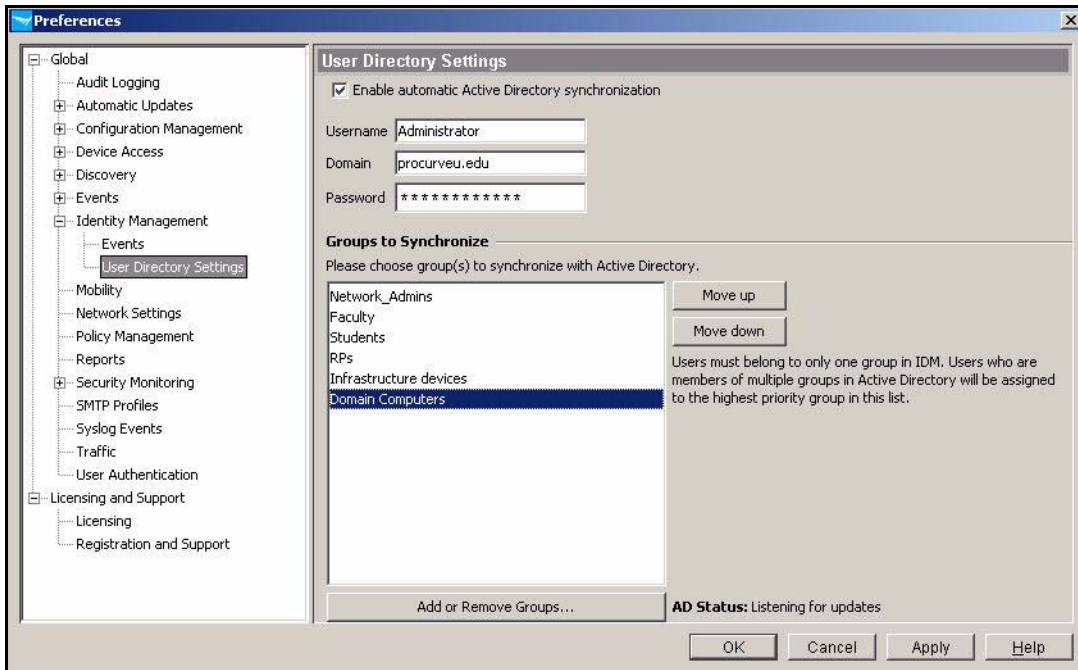 Preferences
Global
Audit Logging
Automatic Updates
Configuration Management
Device Access
Discovery
Events
Identity Management
Events
User Directory Settings
Mobility
Network Settings
Policy Management
Reports
Security Monitoring
SMTP Profiles
Syslog Events
Traffic
User Authentication
Licensing and Support
Licensing
Registration and Support
User Directory Settings
Enable automatic Active Directory synchronization
Username Administrator
Domain procurveu.edu
Password ************
Groups to Synchronize
Please choose group(s) to synchronize with Active Directory.
Network_Admins
Faculty
Students
RPs
Infrastructure devices
Domain Computers
Move up
Move down
Users must belong to only one group in IDM. Users who are
members of multiple groups in Active Directory will be assigned
to the highest priority group in this list.
Add or Remove Groups...
AD Status: Listening for updates
OK Cancel Apply Help